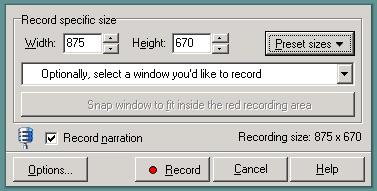 Record specific size
Width: 875 Height: 670 Preset sizes
Optionally, select a window you'd like to record
Snap window to fit inside the red recording area
Record narration Recording size: 875 x 670
Options... Record Cancel Help